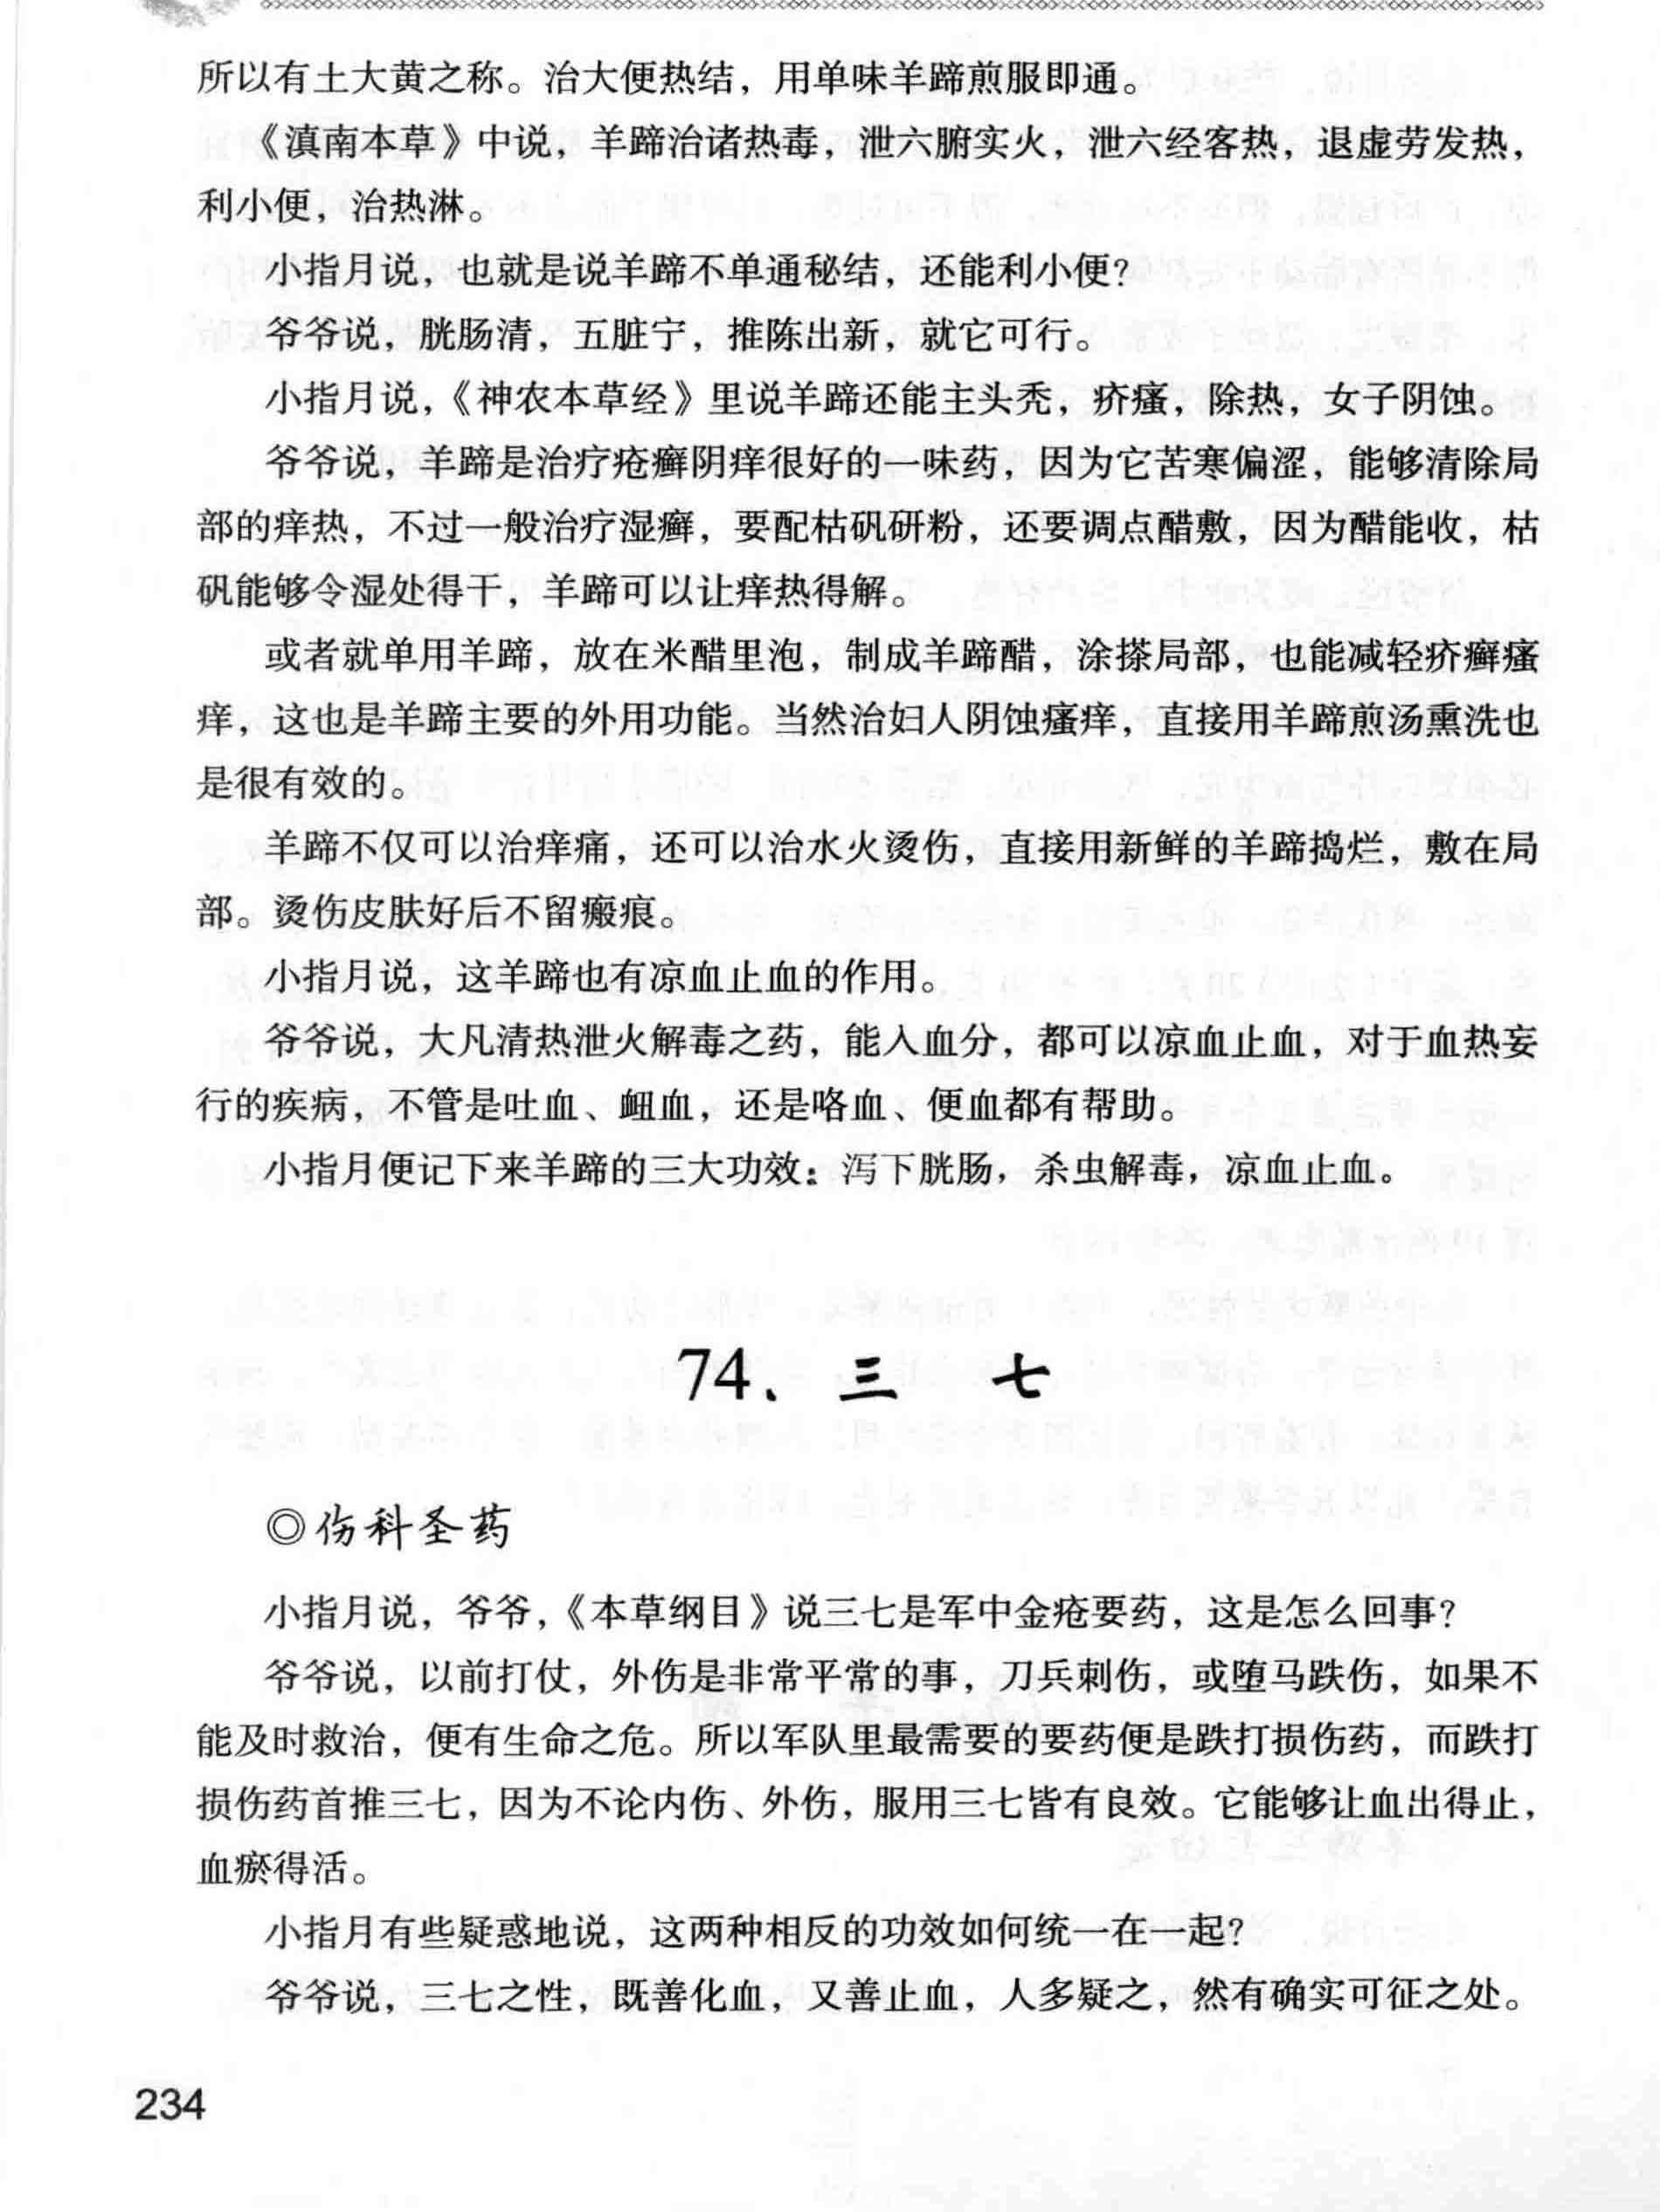 所以有土大黄之称。治大便热结，用单味羊蹄煎服即通。
《滇南本草》中说，羊蹄治诸热毒，泄六腑实火，泄六经客热，退虚劳发热，
利小便，治热淋。
小指月说，也就是说羊蹄不单通秘结，还能利小便？
爷爷说，胱肠清，五脏宁，推陈出新，就它可行。
小指月说，《神农本草经》里说羊蹄还能主头秃，疥瘙，除热，女子阴蚀。
爷爷说，羊蹄是治疗疮癣阴痒很好的一味药，因为它苦寒偏涩，能够清除局
部的痒热，不过一般治疗湿癣，要配枯矾研粉，还要调点醋敷，因为醋能收，枯
矾能够令湿处得干，羊蹄可以让痒热得解。
或者就单用羊蹄，放在米醋里泡，制成羊蹄醋，涂搽局部，也能减轻疥癣瘙
痒，这也是羊蹄主要的外用功能。当然治妇人阴蚀瘙痒，直接用羊蹄煎汤熏洗也
是很有效的。
羊蹄不仅可以治痒痛，还可以治水火烫伤，直接用新鲜的羊蹄捣烂，敷在局
部。烫伤皮肤好后不留瘢痕。
小指月说，这羊蹄也有凉血止血的作用。
爷爷说，大凡清热泄火解毒之药，能入血分，都可以凉血止血，对于血热妄
行的疾病，不管是吐血、衄血，还是咯血、便血都有帮助。
小指月便记下来羊蹄的三大功效：泻下胱肠，杀虫解毒，凉血止血。
74、三 七
◎伤科圣药
小指月说，爷爷，《本草纲目》说三七是军中金疮要药，这是怎么回事？
爷爷说，以前打仗，外伤是非常平常的事，刀兵刺伤，或堕马跌伤，如果不
能及时救治，便有生命之危。所以军队里最需要的要药便是跌打损伤药，而跌打
损伤药首推三七，因为不论内伤、外伤，服用三七皆有良效。它能够让血出得止，
血瘀得活。
小指月有些疑惑地说，这两种相反的功效如何统一在一起？
爷爷说，三七之性，既善化血，又善止血，人多疑之，然有确实可征之处。
234